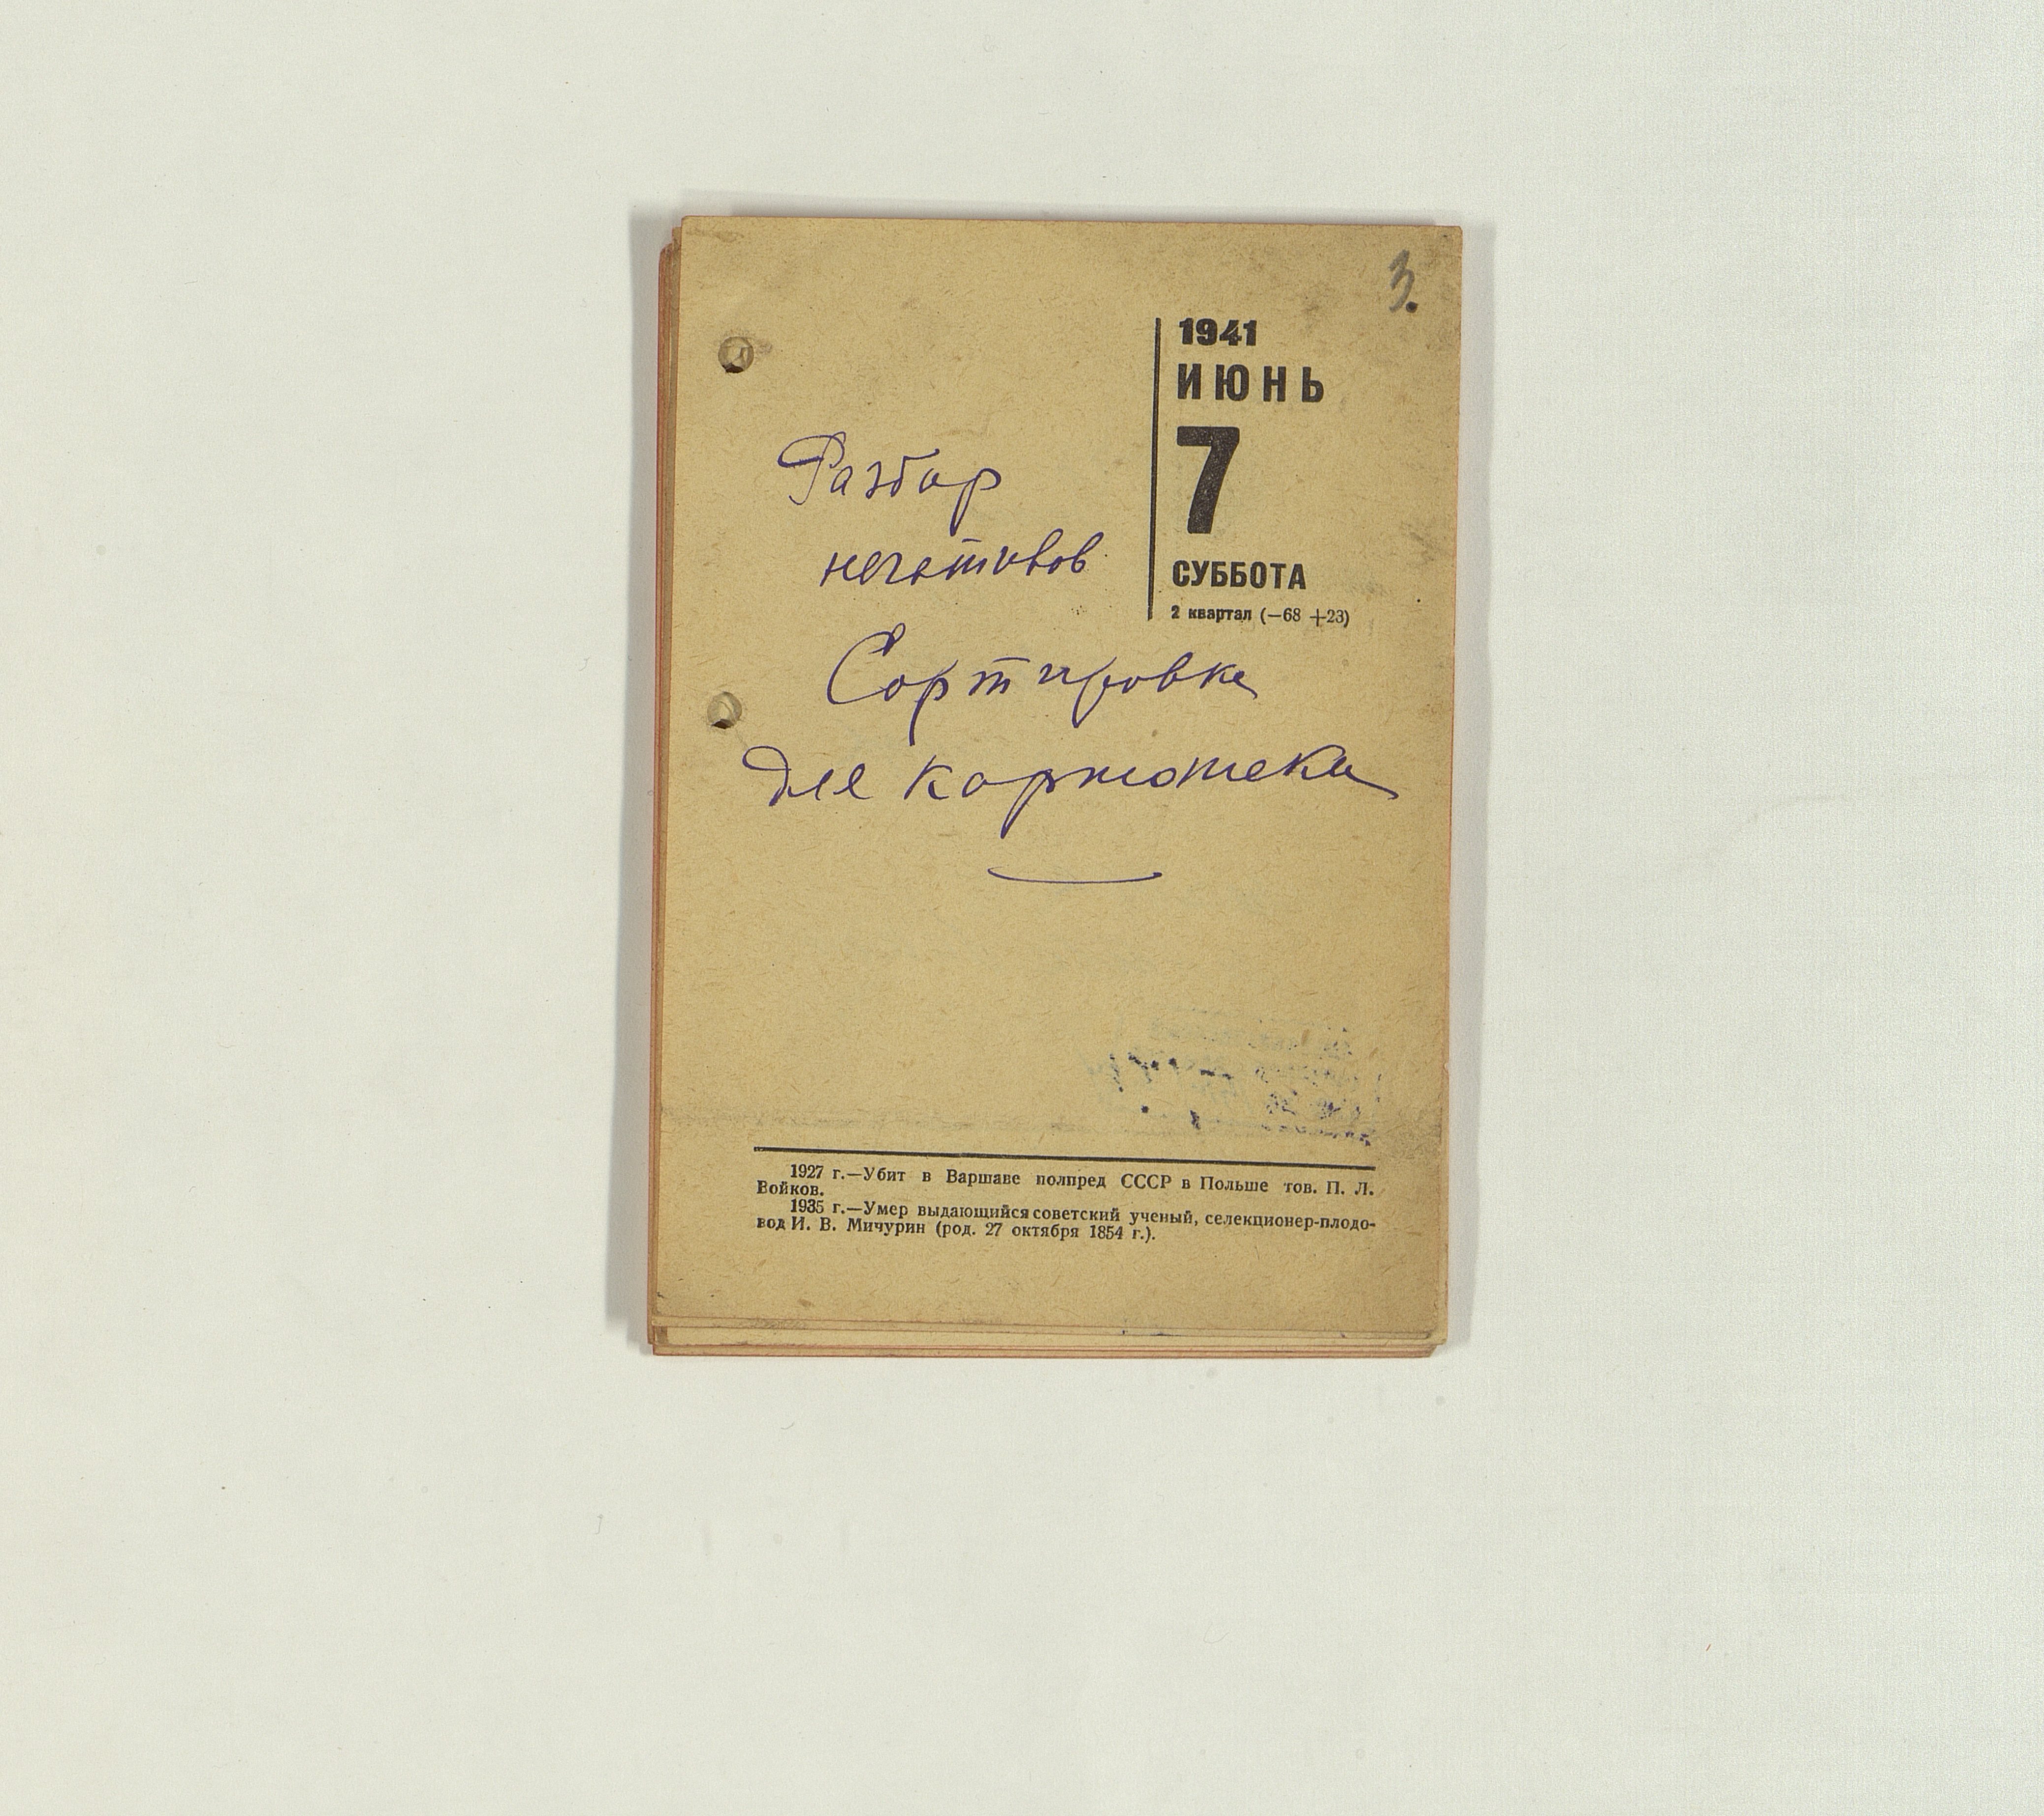 3.
1941
ИЮНЬ
7
СУББОТА
2 квартал (—68 +23)
Разбор
негативов
Сортировка
для картотеки
1927 г.—Убит в Варшаве полпред СССР в Польше тов. П. Л.
Войков.
1935 г.—Умер выдающийся советский ученый, селекционер-плодо-
вод И. В. Мичурин (род. 27 октября 1854 г.).